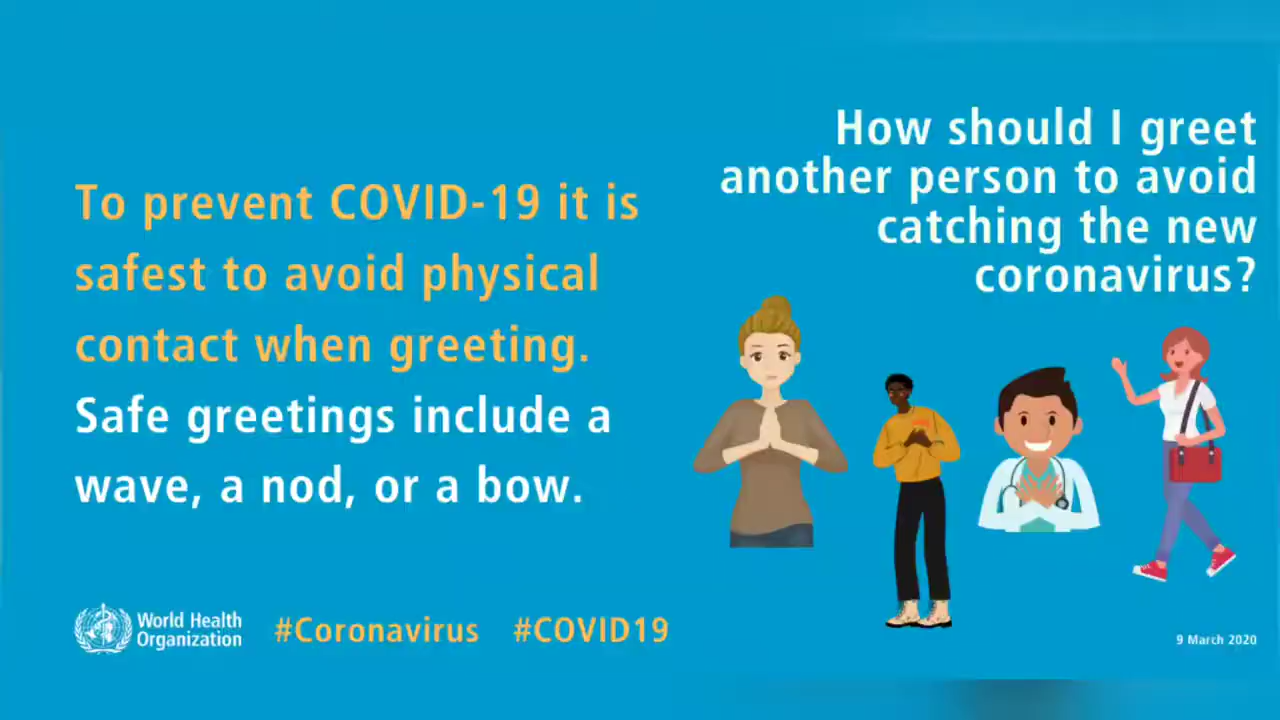 How should I greet
another person to avoid
catching the new
coronavirus?
To prevent COVID-19 it is
safest to avoid physical
contact when greeting.
Safe greetings include a
wave, a nod, or a bow.
World Health
Organization
#Coronavirus #COVID19
9 March 2020